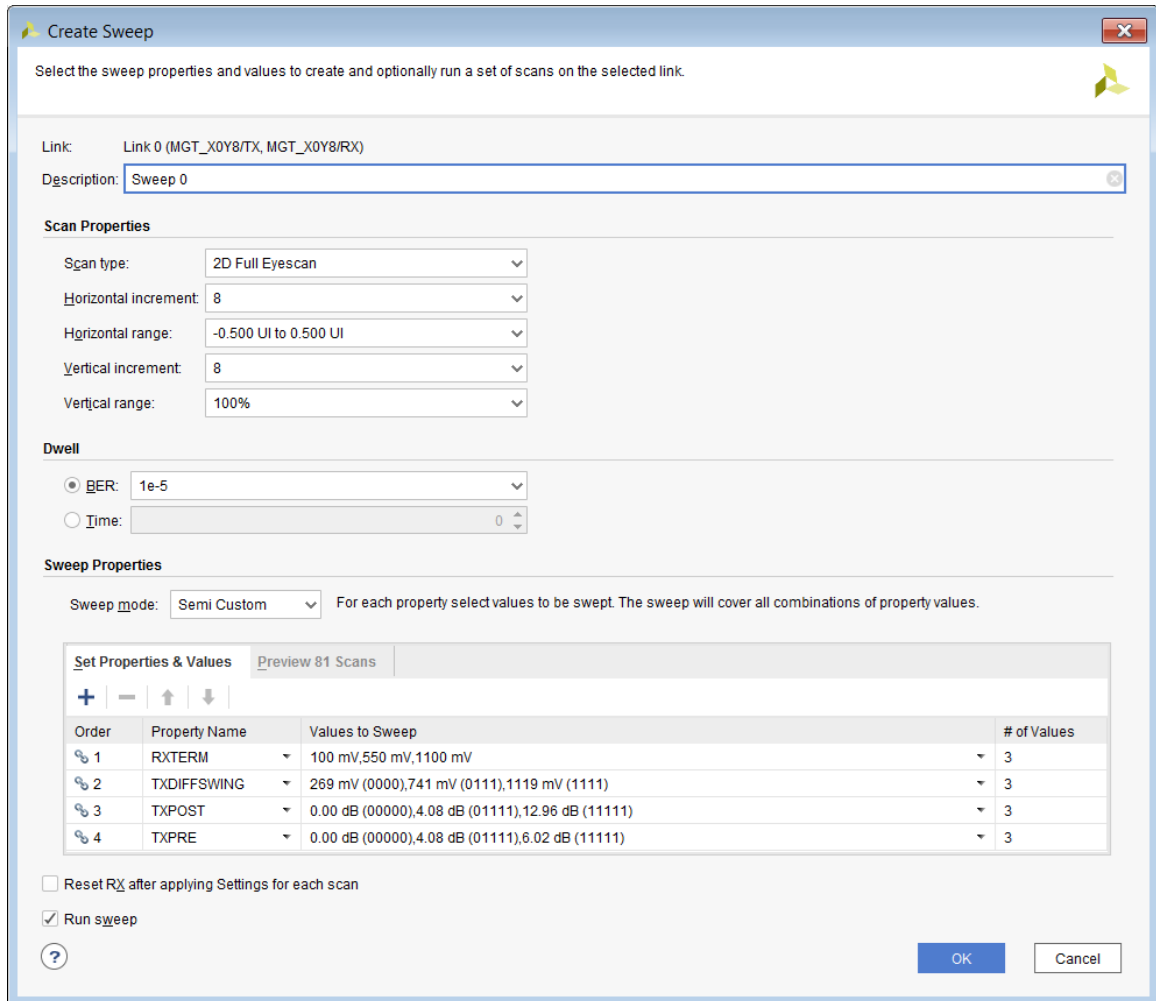 Create Sweep
Select the sweep properties and values to create and optionally run a set of scans on the selected link.
Link: Link 0 (MGT_X0Y8/TX, MGT_X0Y8/RX)
Description: Sweep 0
Scan Properties
Scan type: 2D Full Eyescan
Horizontal increment: 8
Horizontal range: -0.500 UI to 0.500 UI
Vertical increment: 8
Vertical range: 100%
Dwell
BER: 1e-5
Time: 0
Sweep Properties
Sweep mode: Semi Custom For each property select values to be swept. The sweep will cover all combinations of property values.
Set Properties & Values Preview 81 Scans
Order Property Name Values to Sweep # of Values
1 RXTERM 100 mV,550 mV,1100 mV 3
2 TXDIFFSWING 269 mV (0000),741 mV (0111),1119 mV (1111) 3
3 TXPOST 0.00 dB (00000),4.08 dB (01111),12.96 dB (11111) 3
4 TXPRE 0.00 dB (00000),4.08 dB (01111),6.02 dB (11111) 3
Reset RX after applying Settings for each scan
Run sweep
? OK Cancel